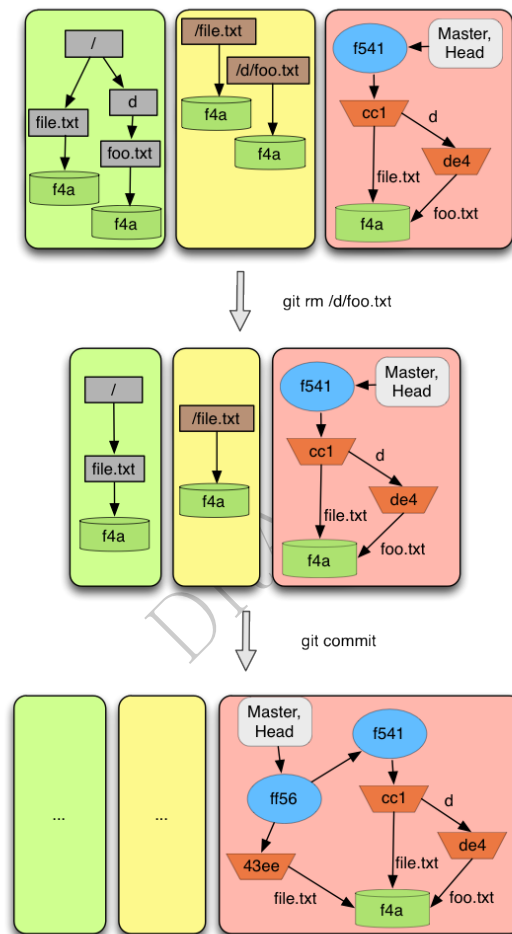 /
file.txt
d
foo.txt
f4a
f4a
/file.txt
/d/foo.txt
f4a
f4a
Master,
Head
f541
cc1
d
de4
file.txt
foo.txt
f4a
git rm /d/foo.txt
/
file.txt
f4a
/file.txt
f4a
Master,
Head
f541
cc1
d
de4
file.txt
foo.txt
f4a
git commit
...
...
Master,
Head
f541
ff56
cc1
d
43ee
de4
file.txt
file.txt
foo.txt
f4a